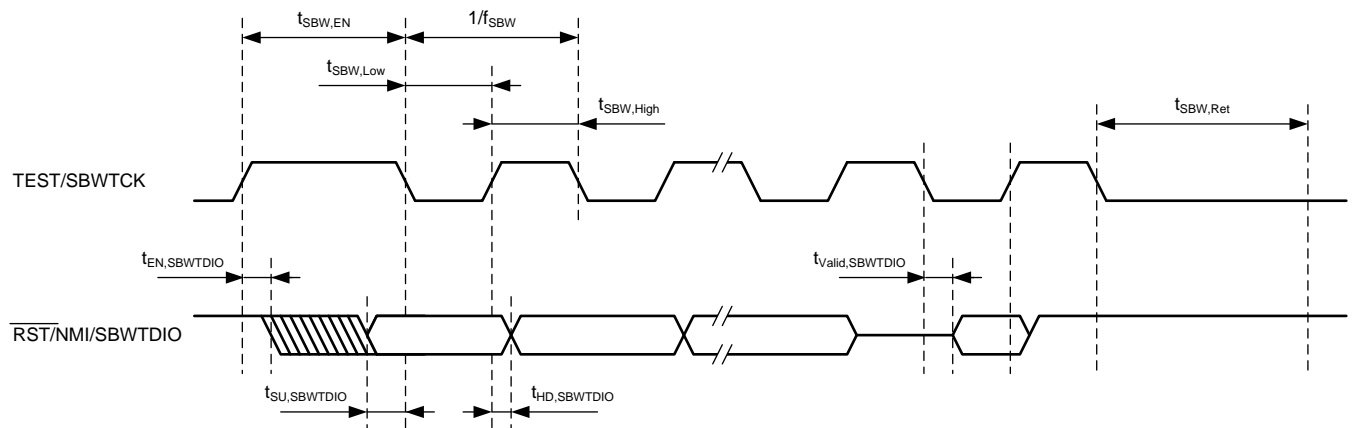 tSBW,EN
1/fSBW
tSBW,Low
tSBW,High
tSBW,Ret
TEST/SBWTCK
tEN,SBWTDIO
tValid,SBWTDIO
RST/NMI/SBWTDIO
tSU,SBWTDIO
tHD,SBWTDIO